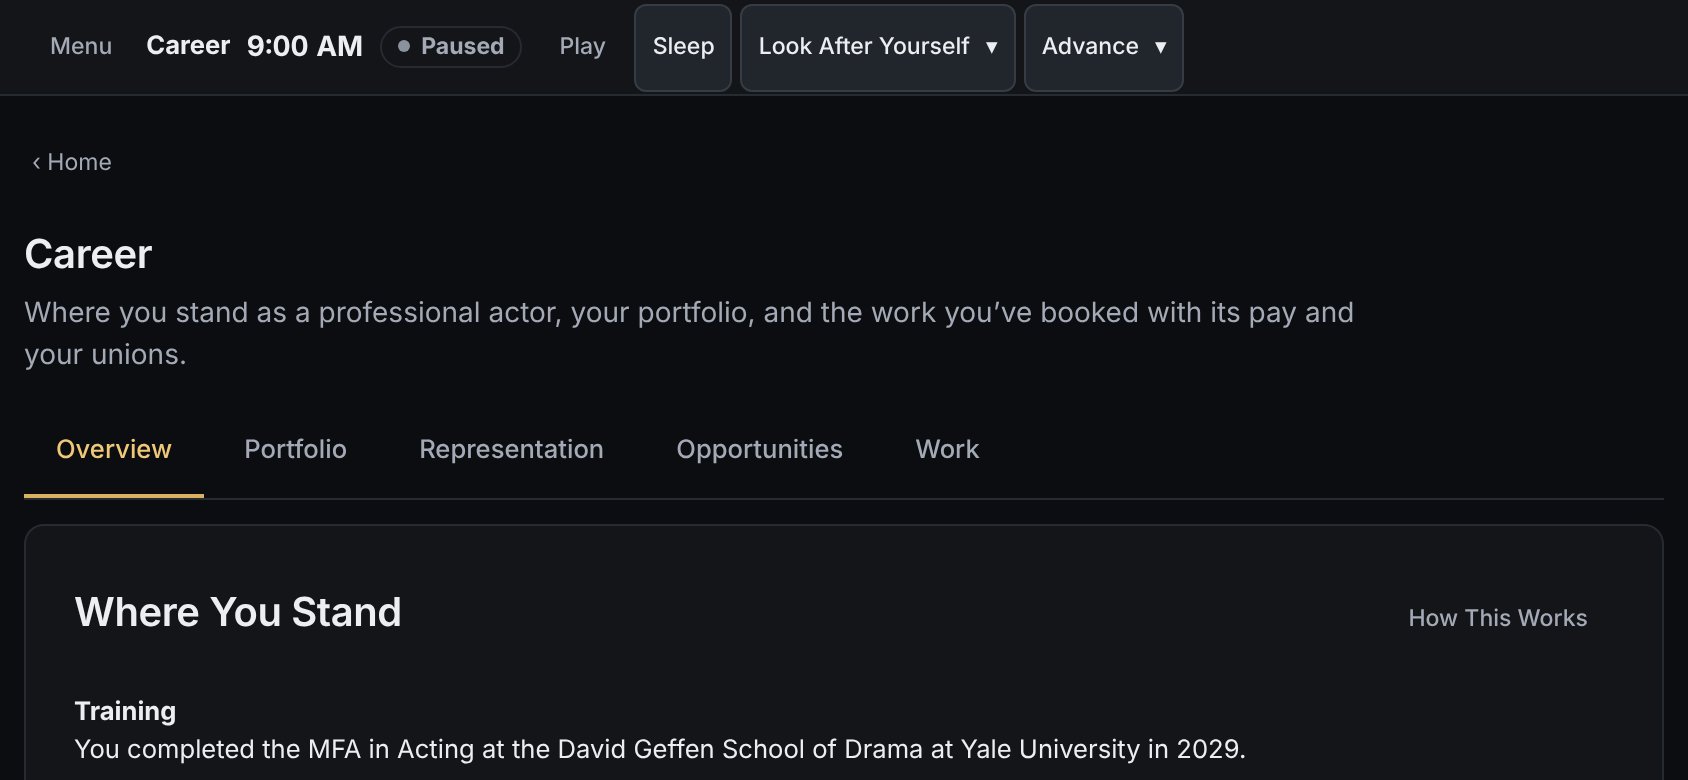 Menu Career 9:00 AM Paused Play Sleep Look After Yourself ▾ Advance ▾
‹ Home
Career
Where you stand as a professional actor, your portfolio, and the work you’ve booked with its pay and
your unions.
Overview Portfolio Representation Opportunities Work
Where You Stand How This Works
Training
You completed the MFA in Acting at the David Geffen School of Drama at Yale University in 2029.